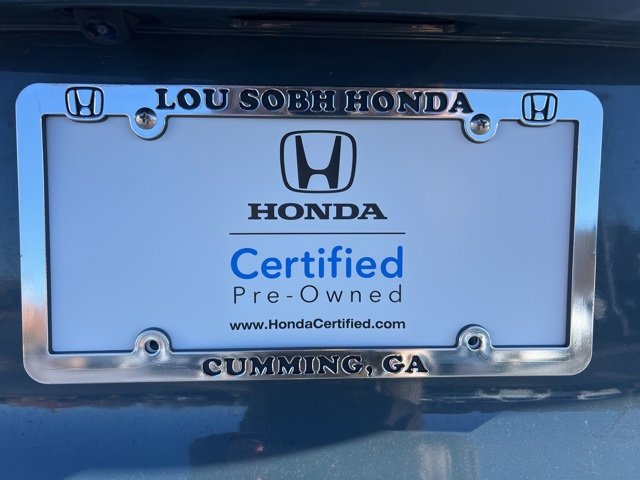 LOU SOBH HONDA
HONDA
Certified
Pre-Owned
www.HondaCertified.com
CUMMING, GA